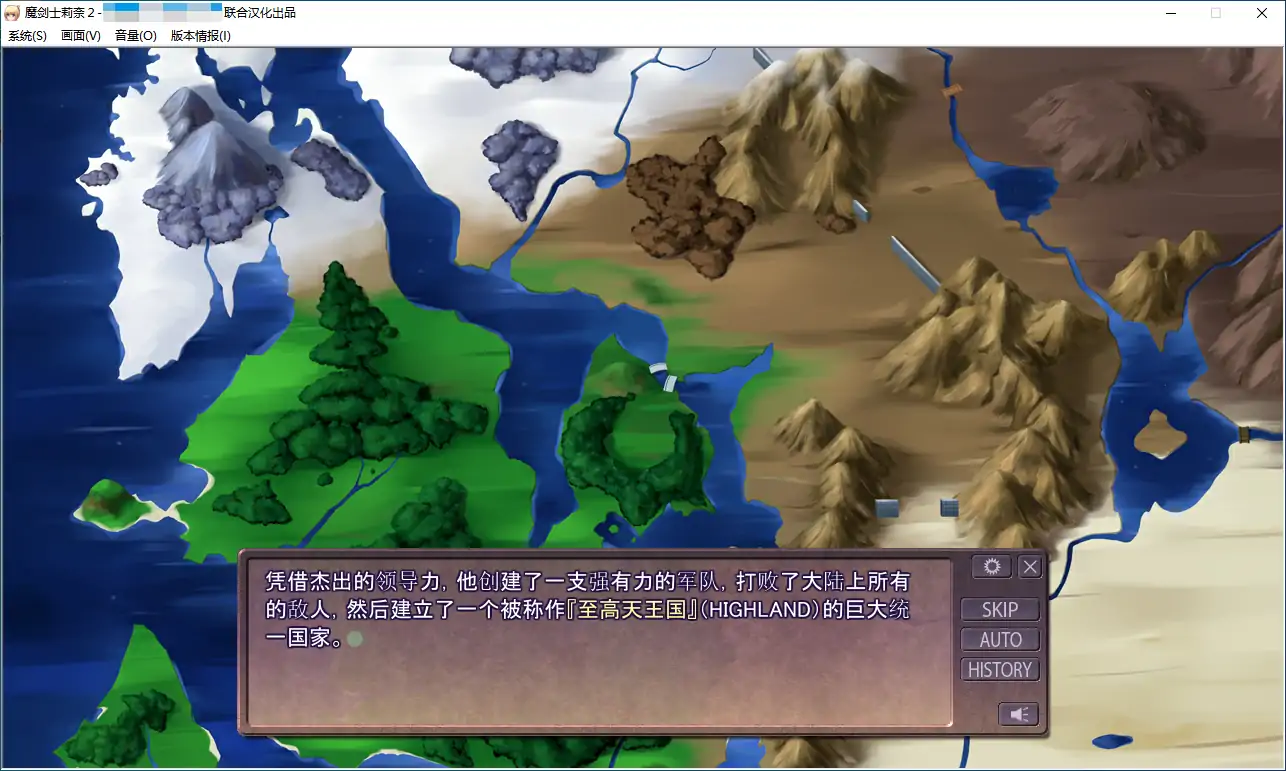 魔剑士莉奈 2 - 联合汉化出品
系统(S) 画面(V) 音量(O) 版本情报(I)
凭借杰出的领导力, 他创建了一支强有力的军队, 打败了大陆上所有
的敌人, 然后建立了一个被称作『至高天王国』(HIGHLAND)的巨大统
一国家。
SKIP
AUTO
HISTORY